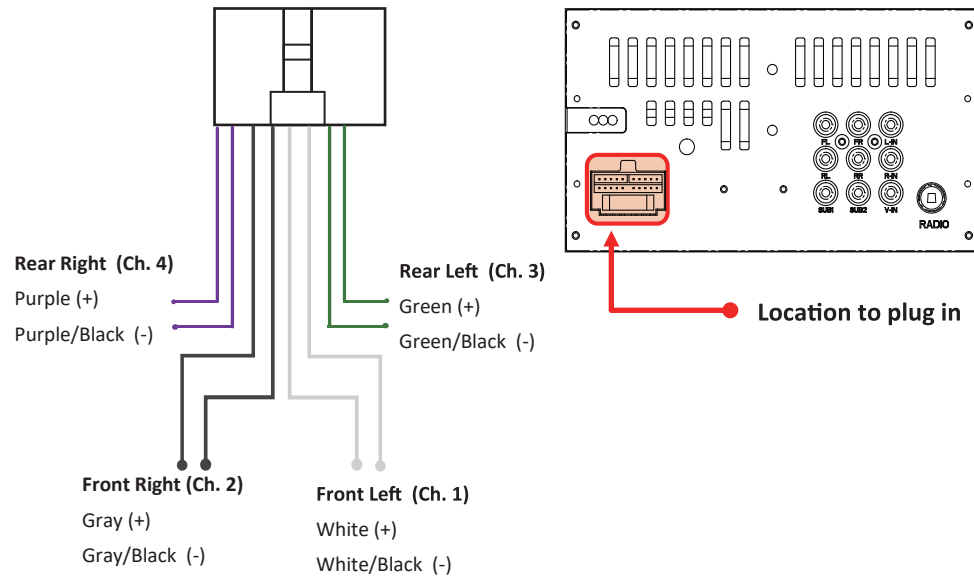 FL FR L-IN
RL RR R-IN
SUB1 SUB2 V-IN
RADIO
Rear Right (Ch. 4)
Purple (+)
Purple/Black (-)
Rear Left (Ch. 3)
Green (+)
Green/Black (-)
Location to plug in
Front Right (Ch. 2)
Gray (+)
Gray/Black (-)
Front Left (Ch. 1)
White (+)
White/Black (-)